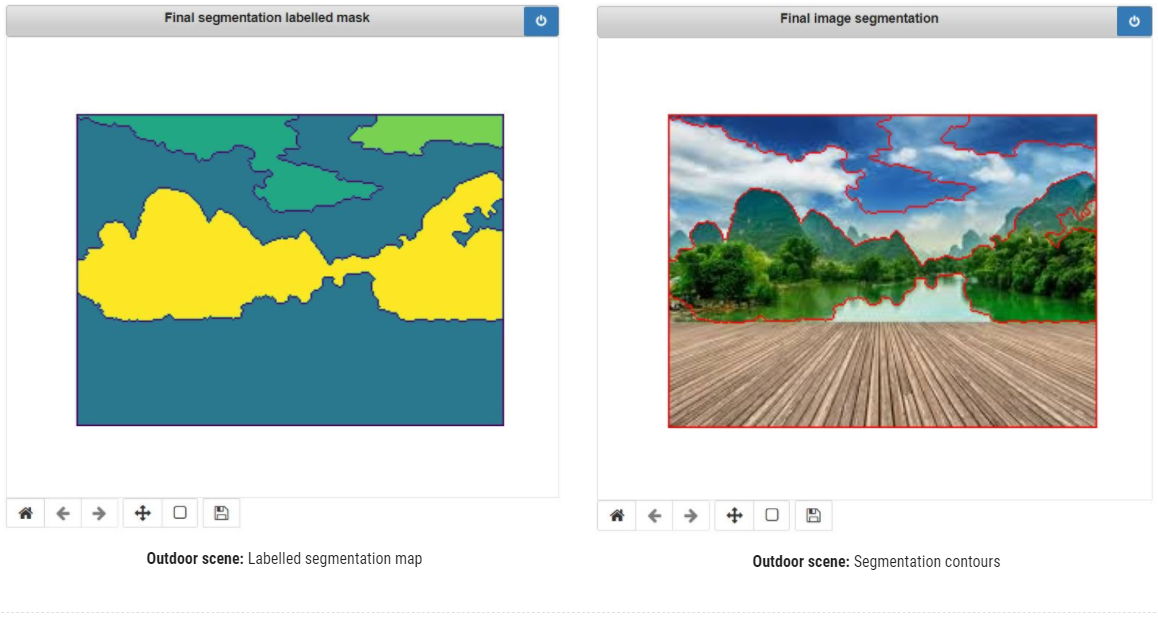 Final segmentation labelled mask
Final image segmentation
Outdoor scene: Labelled segmentation map
Outdoor scene: Segmentation contours